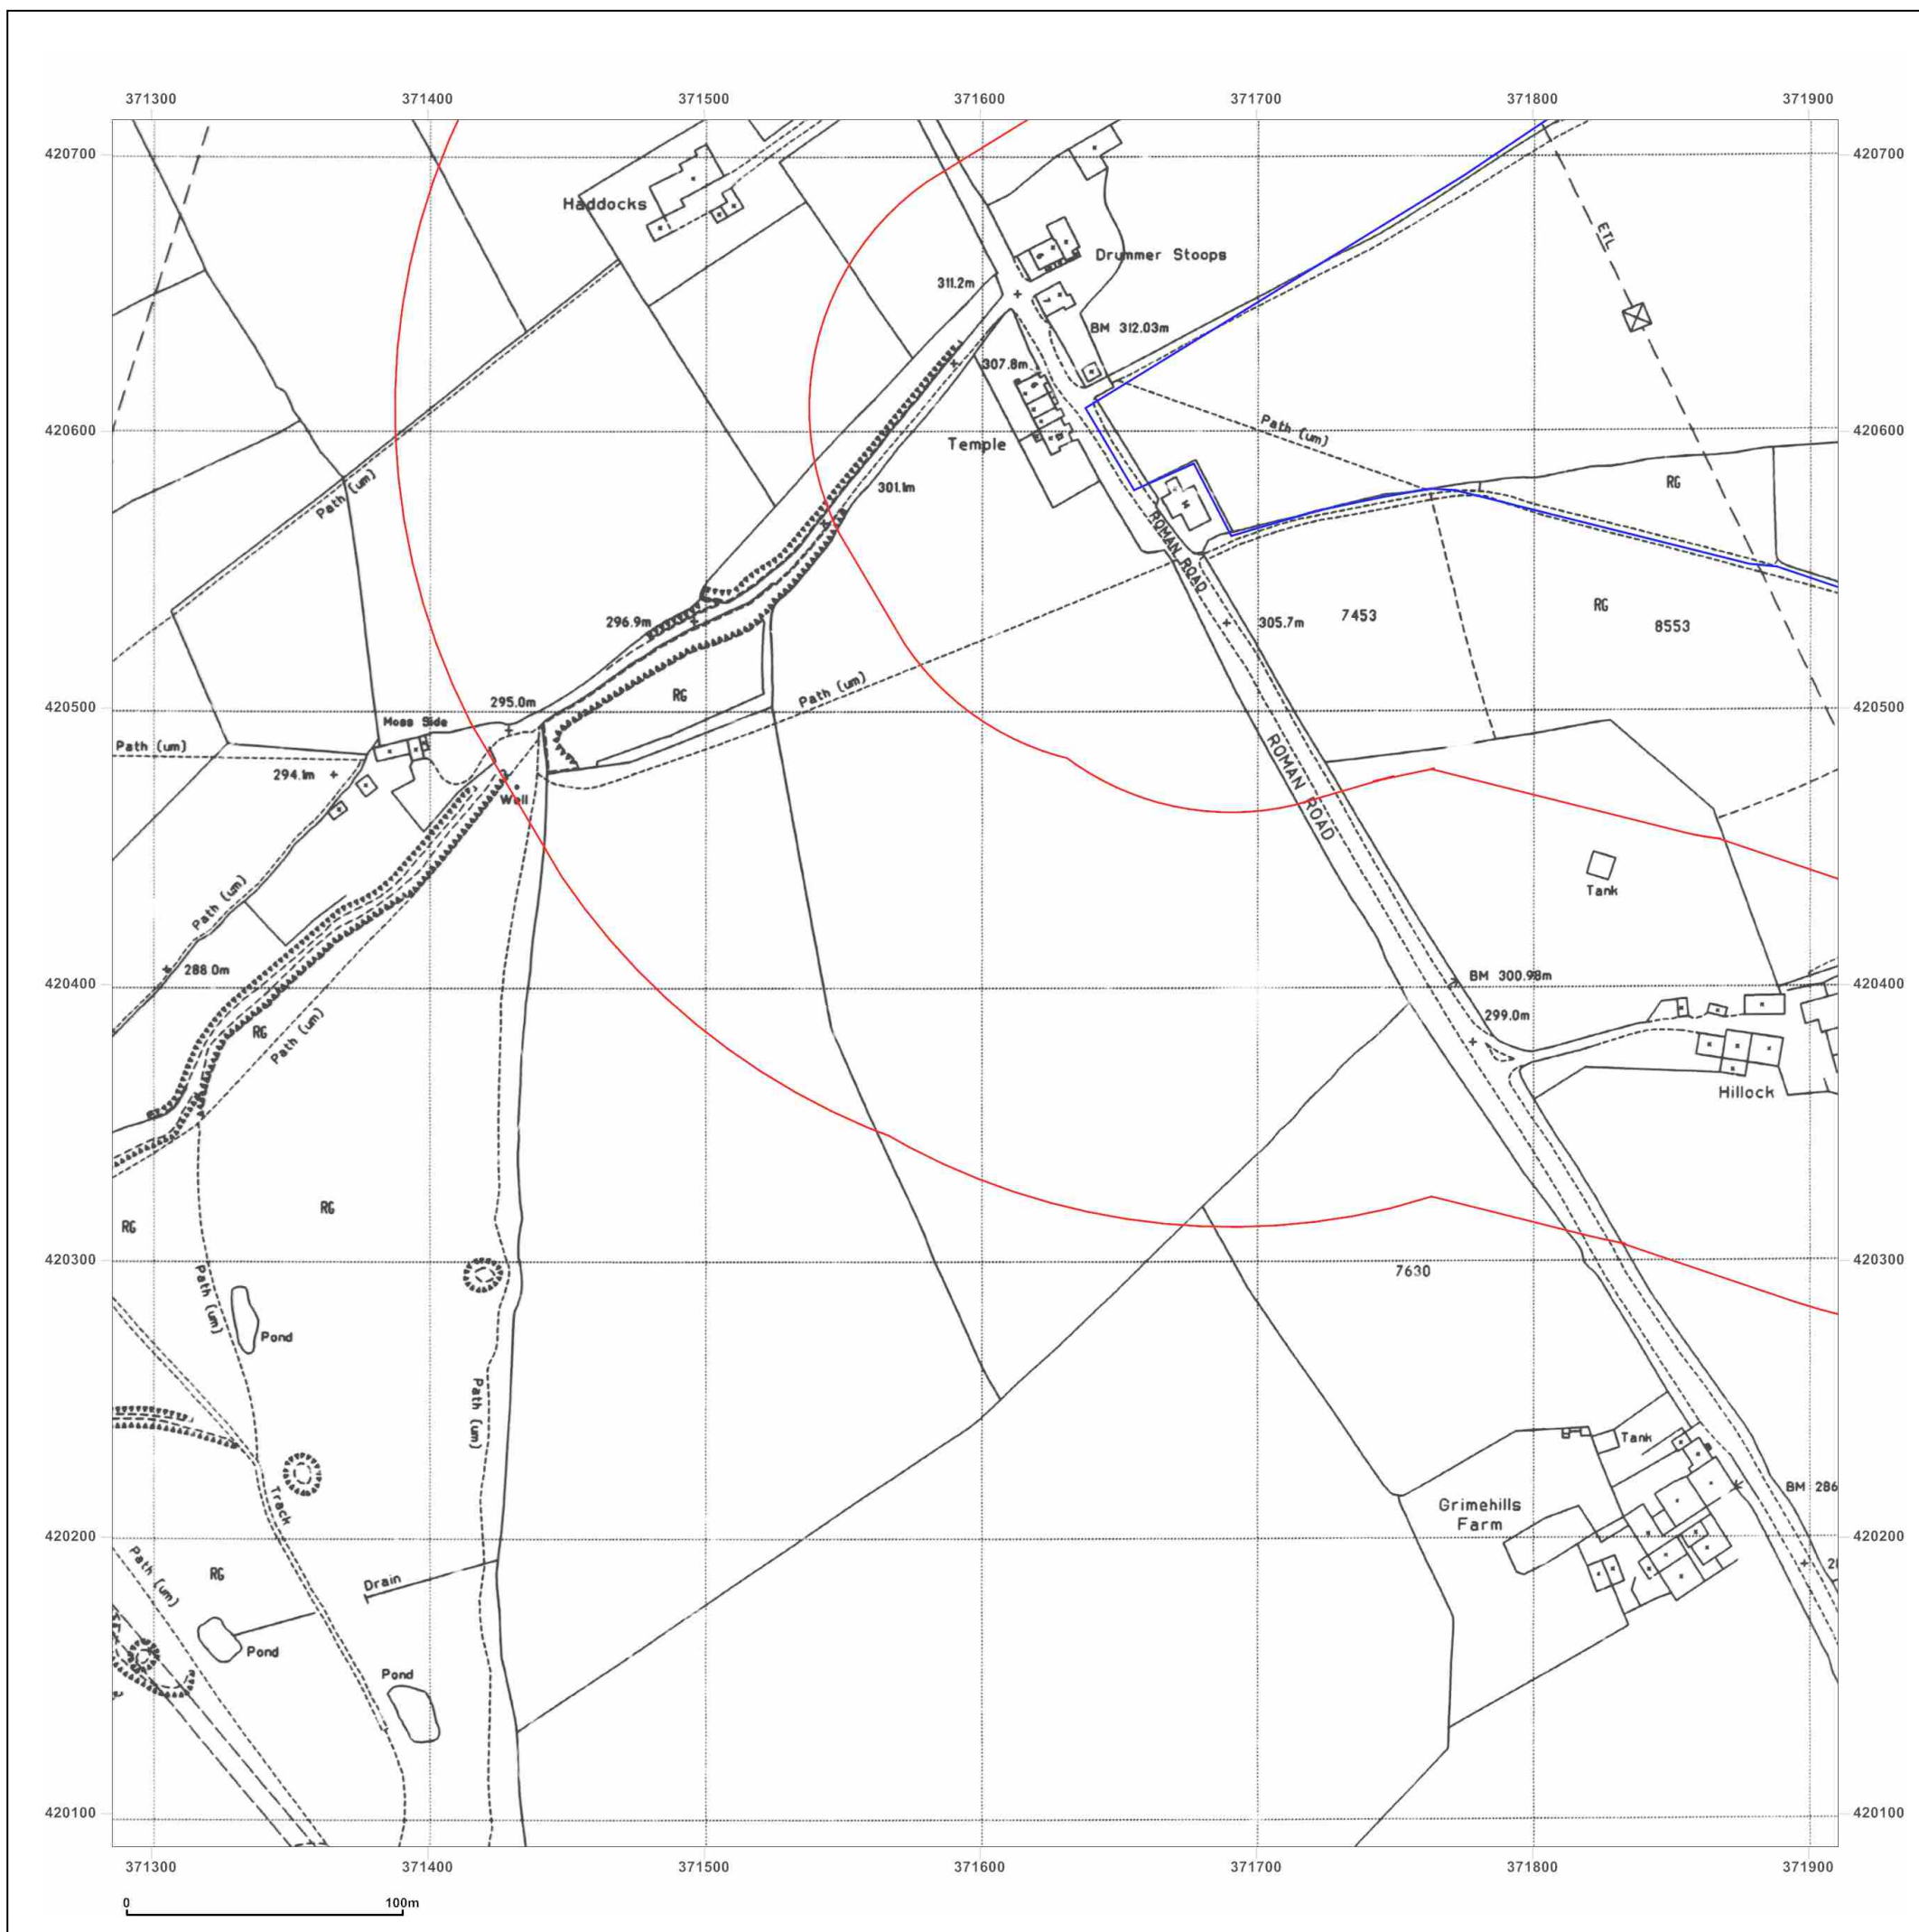 371300 371400 371500 371600 371700 371800 371900
420700 420700
Haddocks
ETL
Drummer Stoops
311.2m
BM 312.03m
307.8m
Path (um)
420600 420600
Temple
Path (um)
RG
301.1m
ROMAN ROAD
296.9m
305.7m
7453
RG
8553
RG
Path (um)
295.0m
420500 420500
Moss Side
Path (um)
294.1m
Well
ROMAN ROAD
Tank
Path (um)
288.0m
BM 300.98m
420400 420400
299.0m
RG
Path (um)
Hillock
RG
RG
420300 420300
Path (um)
7630
Pond
Path (um)
Tank
Track
BM 286
Grimehills
Farm
420200 420200
Path (um)
RG
Drain
Pond
Pond
420100 420100
371300 371400 371500 371600 371700 371800 371900
0 100m